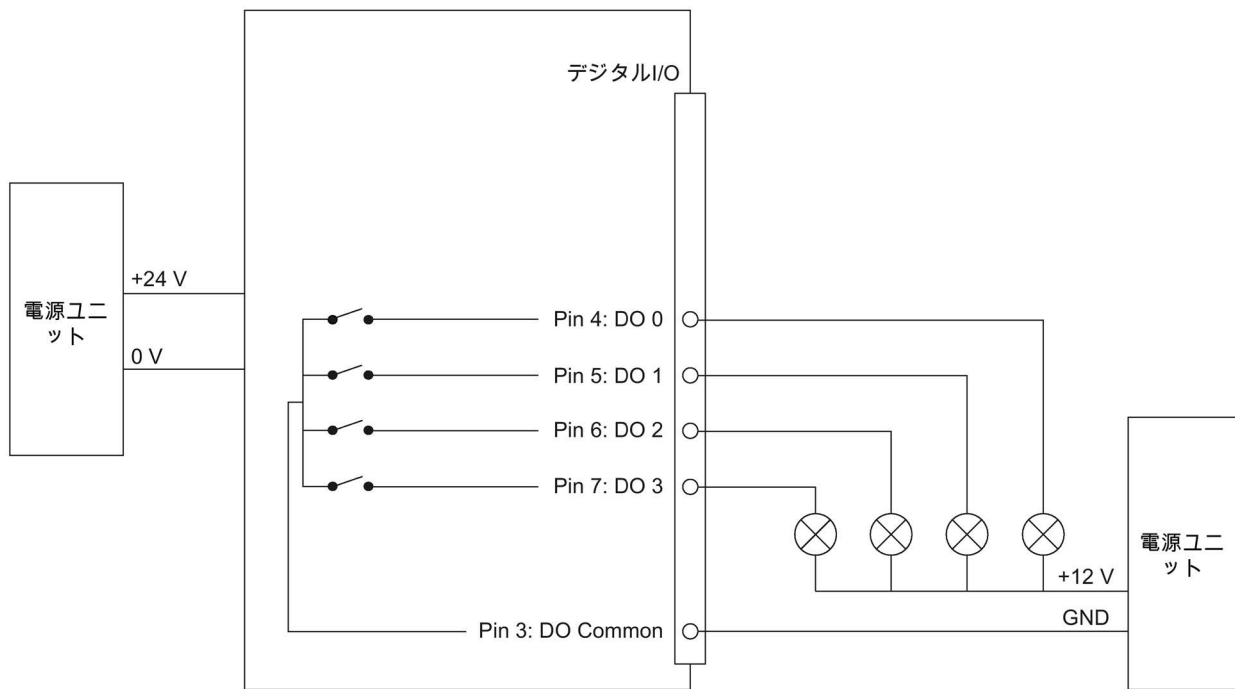 デジタルI/O
+24 V
電源ユニ
ット
0 V
Pin 4: DO 0
Pin 5: DO 1
Pin 6: DO 2
Pin 7: DO 3
電源ユニ
ット
+12 V
GND
Pin 3: DO Common